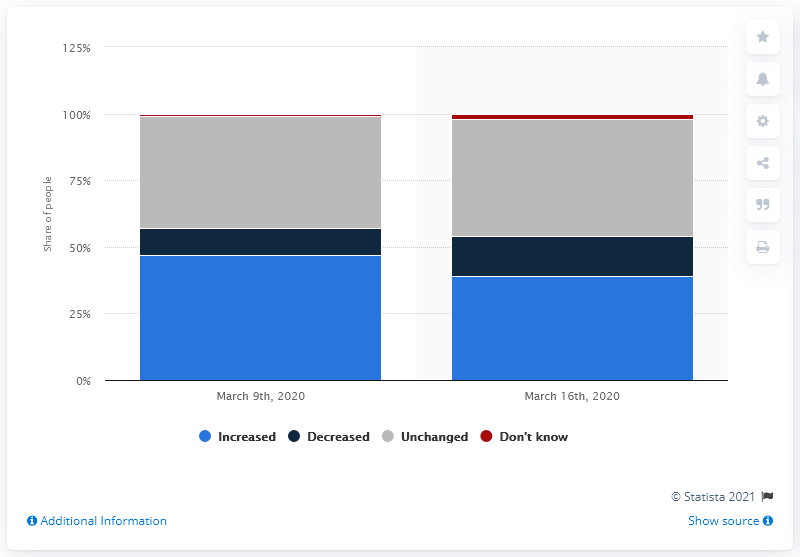 125%
100%
75%
50%
25%
0%
Share of people
March 9th, 2020
March 16th, 2020
Increased
Decreased
Unchanged
Don't know
© Statista 2021
Additional Information
Show source